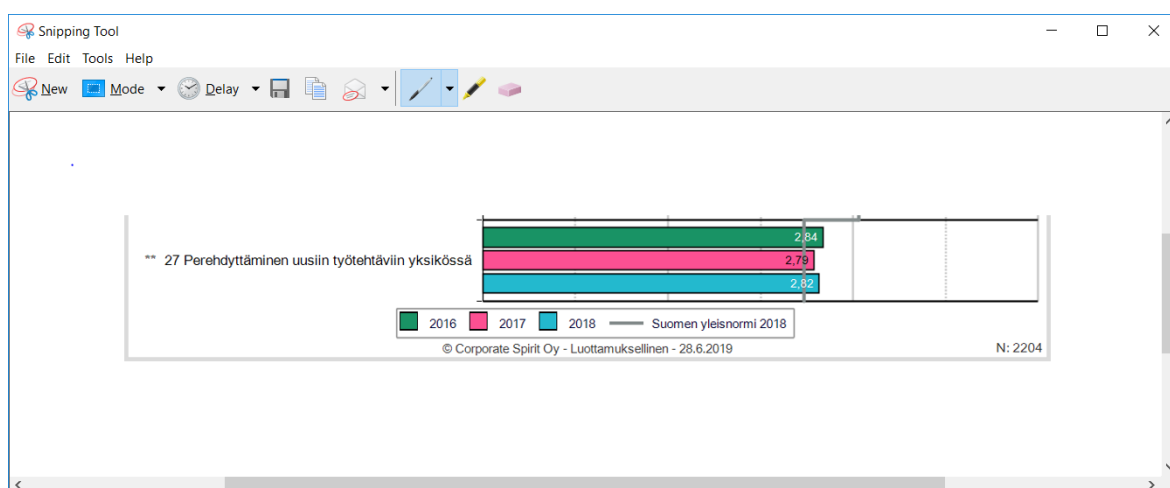 Snipping Tool
File Edit Tools Help
New Mode Delay
2,84
** 27 Perehdyttäminen uusiin työtehtäviin yksikössä 2,79
2,82
2016 2017 2018 Suomen yleisnormi 2018
© Corporate Spirit Oy - Luottamuksellinen - 28.6.2019 N: 2204